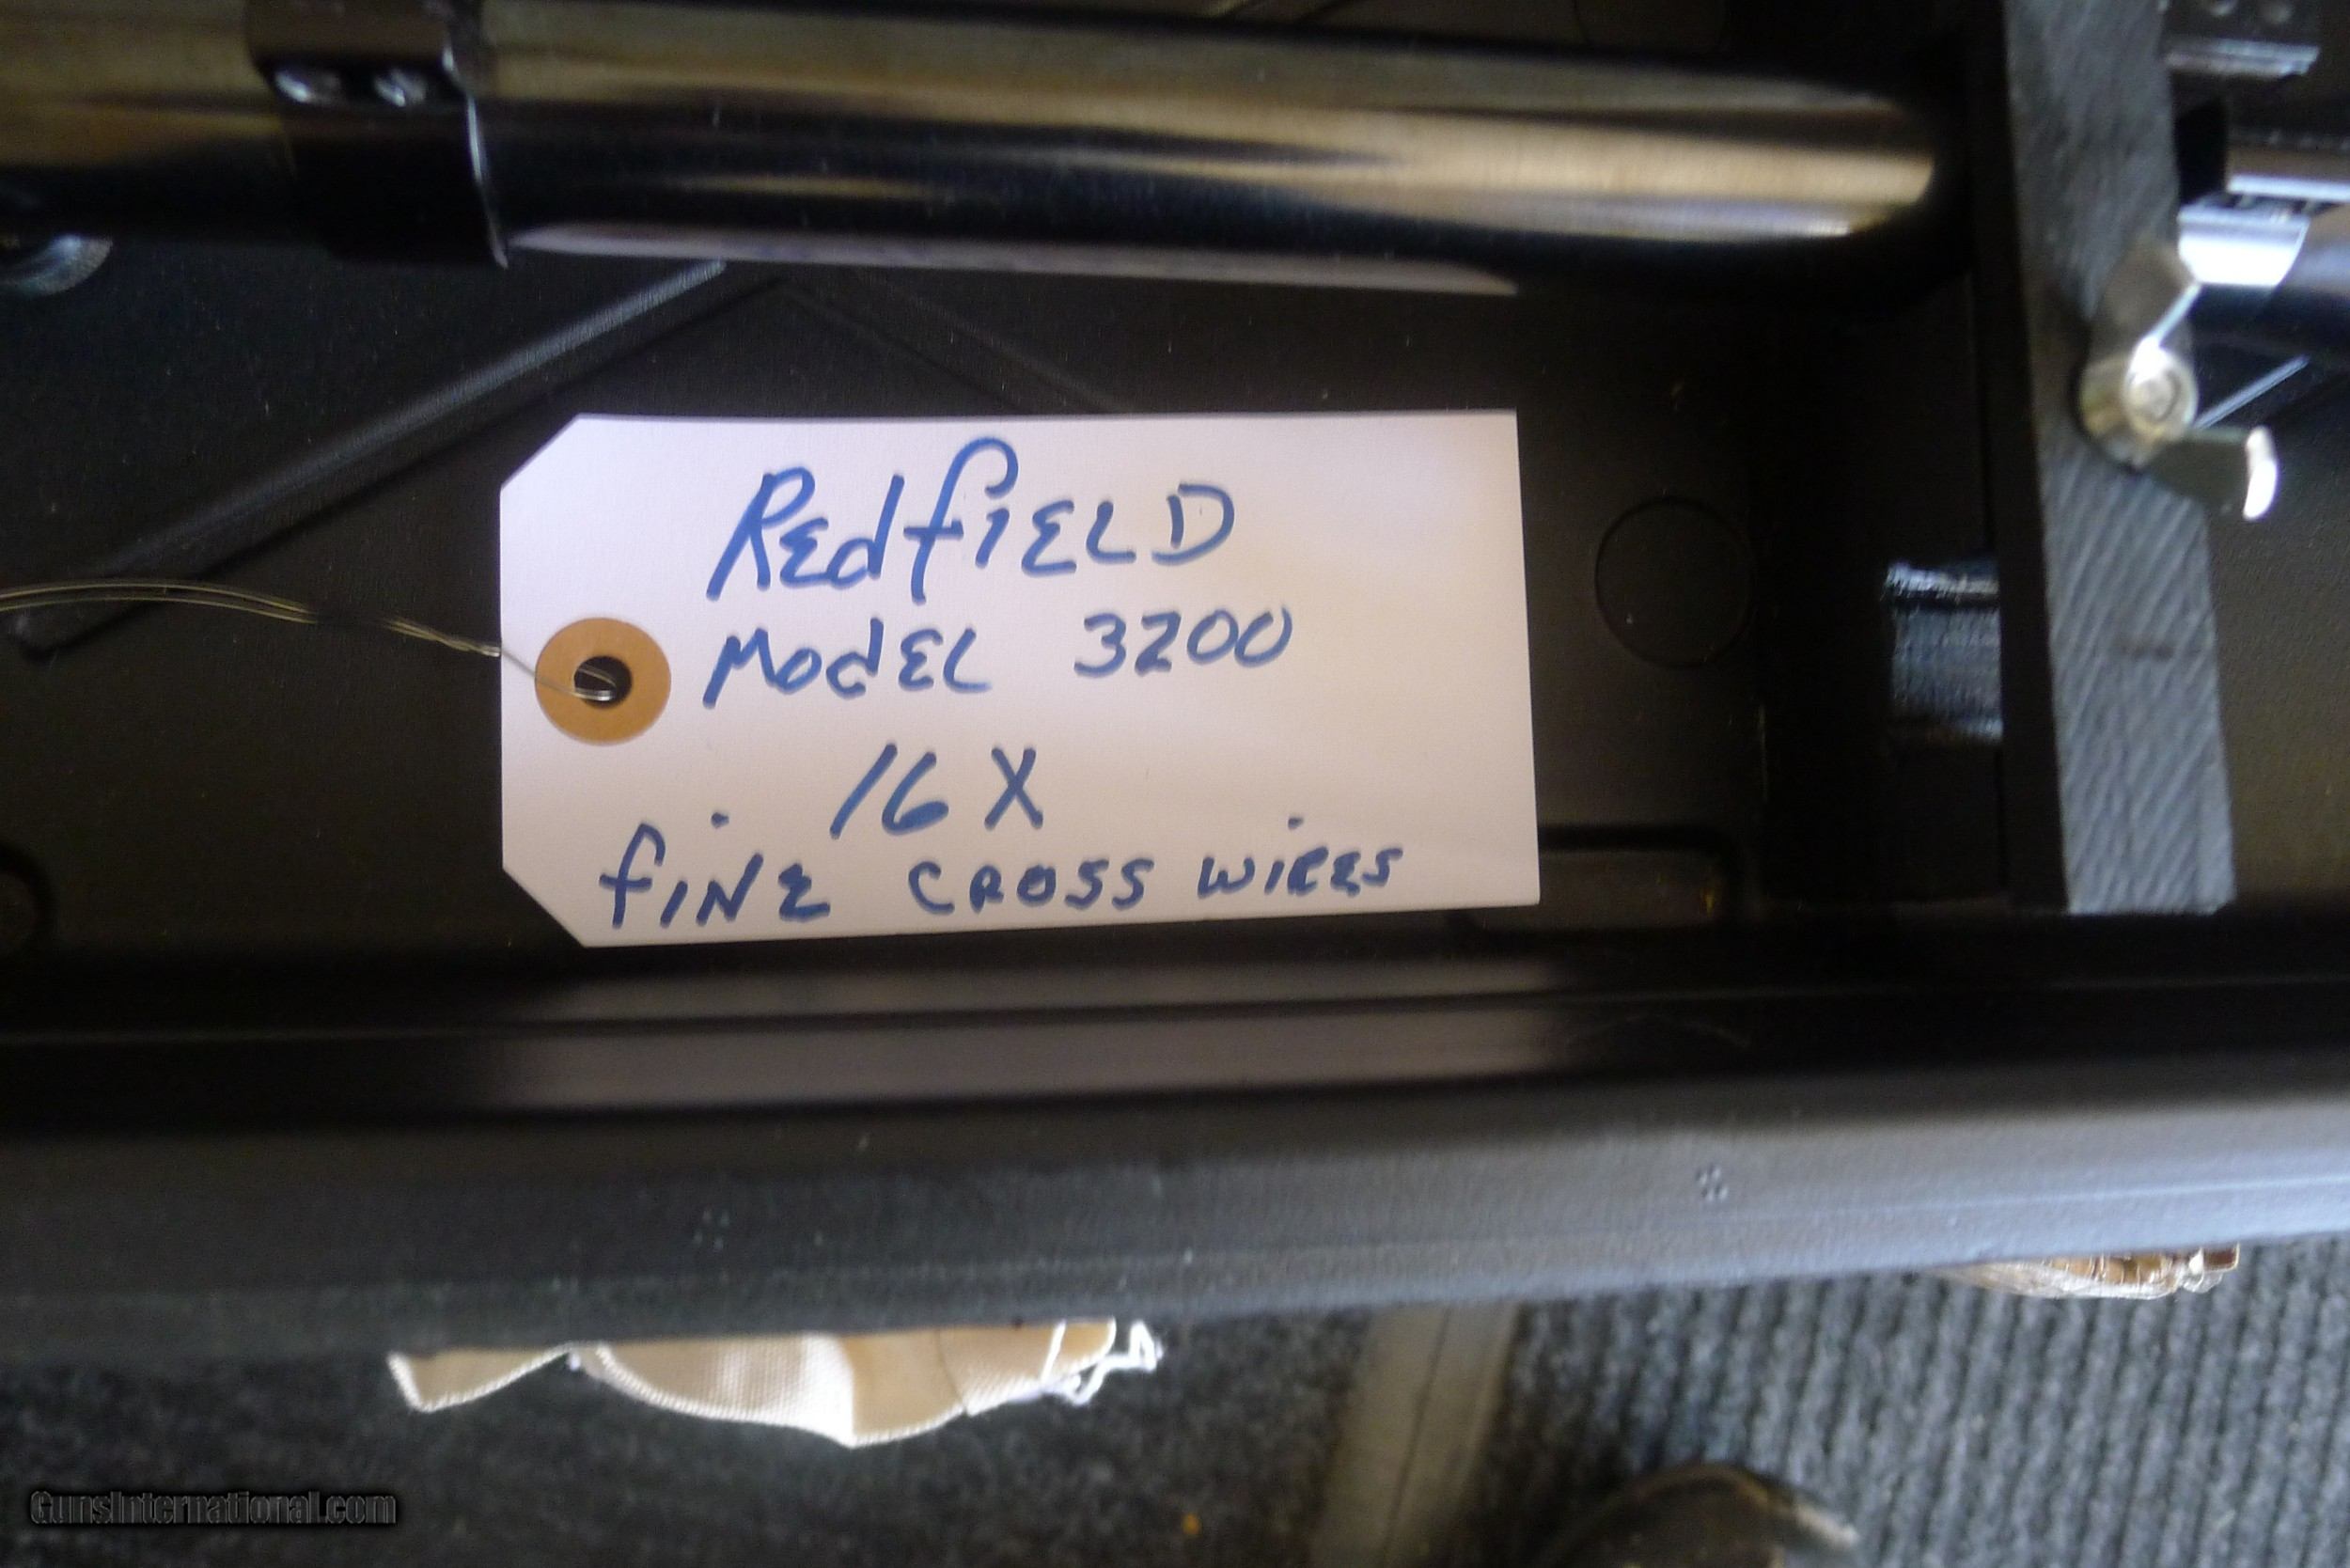 Redfield
Model 3200
16X
fine cross wires
GunsInternational.com